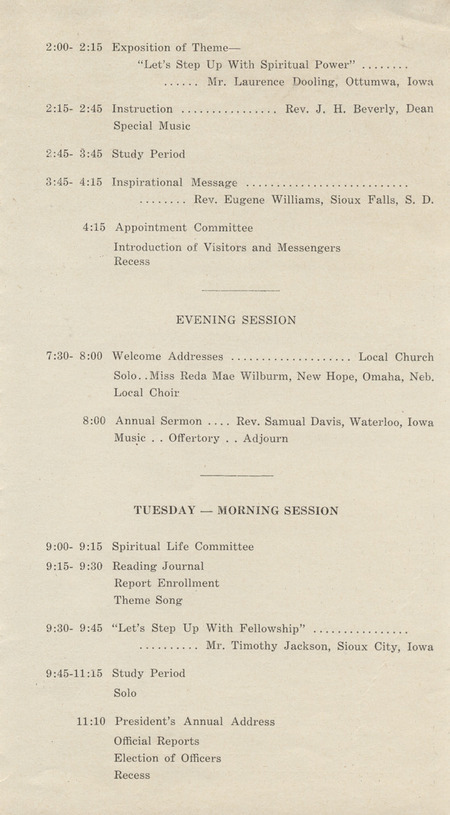 2:00- 2:15 Exposition of Theme—
"Let's Step Up With Spiritual Power" ........
...... Mr. Laurence Dooling, Ottumwa, Iowa
2:15- 2:45 Instruction ................ Rev. J. H. Beverly, Dean
Special Music
2:45- 3:45 Study Period
3:45- 4:15 Inspirational Message ...........................
........ Rev. Eugene Williams, Sioux Falls, S. D.
4:15 Appointment Committee
Introduction of Visitors and Messengers
Recess
EVENING SESSION
7:30- 8:00 Welcome Addresses .................... Local Church
Solo..Miss Reda Mae Wilburm, New Hope, Omaha, Neb.
Local Choir
8:00 Annual Sermon .... Rev. Samual Davis, Waterloo, Iowa
Music . . Offertory . . Adjourn
TUESDAY — MORNING SESSION
9:00- 9:15 Spiritual Life Committee
9:15- 9:30 Reading Journal
Report Enrollment
Theme Song
9:30- 9:45 "Let's Step Up With Fellowship" ................
.......... Mr. Timothy Jackson, Sioux City, Iowa
9:45-11:15 Study Period
Solo
11:10 President's Annual Address
Official Reports
Election of Officers
Recess